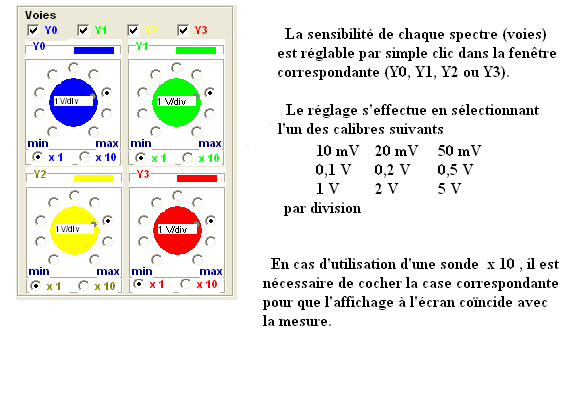 Voies
Y0 Y1 Y2 Y3
Y0
1 V/div
min max
x 1 x 10
Y1
1 V/div
min max
x 1 x 10
Y2
1 V/div
min max
x 1 x 10
Y3
1 V/div
min max
x 1 x 10
La sensibilité de chaque spectre (voies)
est réglable par simple clic dans la fenêtre
correspondante (Y0, Y1, Y2 ou Y3).
Le réglage s'effectue en sélectionnant
l'un des calibres suivants
10 mV 20 mV 50 mV
0,1 V 0,2 V 0,5 V
1 V 2 V 5 V
par division
En cas d'utilisation d'une sonde x 10 , il est
nécessaire de cocher la case correspondante
pour que l'affichage à l'écran coïncide avec
la mesure.